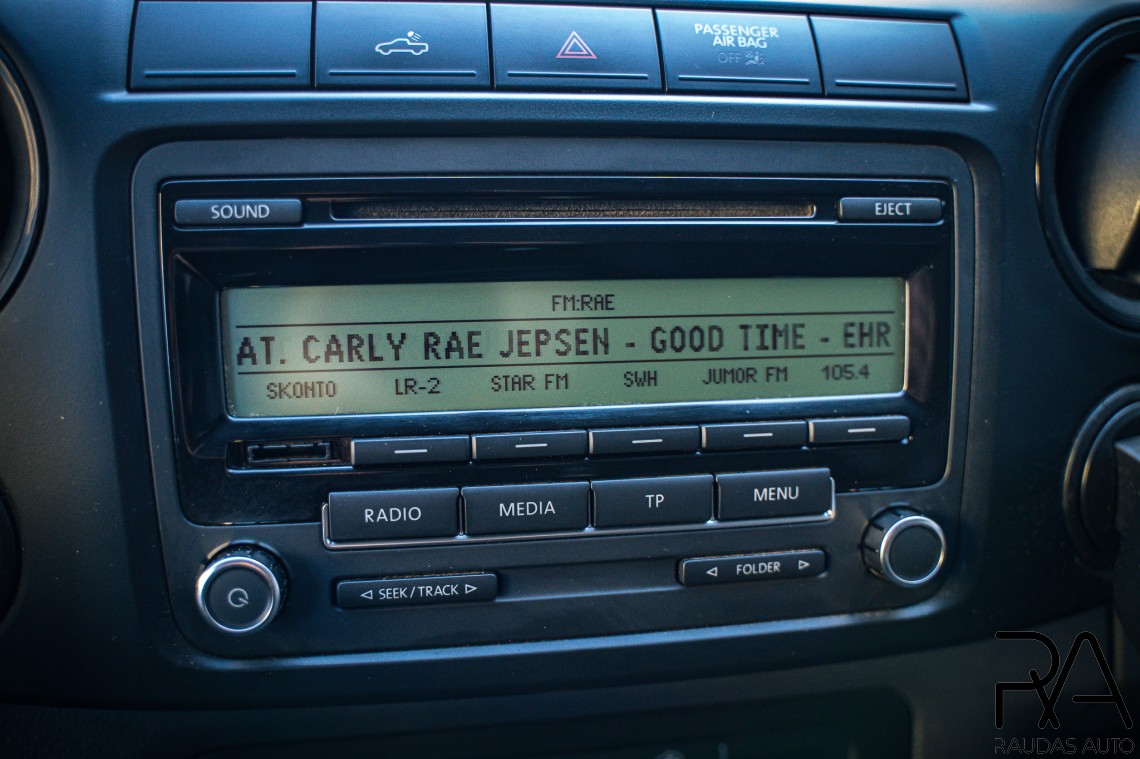 PASSENGER
AIR BAG
OFF
SOUND
EJECT
FM:RAE
AT. CARLY RAE JEPSEN - GOOD TIME - EHR
SKONTO LR-2 STAR FM SWH JUMOR FM 105.4
RADIO MEDIA TP MENU
SEEK / TRACK
FOLDER
RA
RAUDAS AUTO